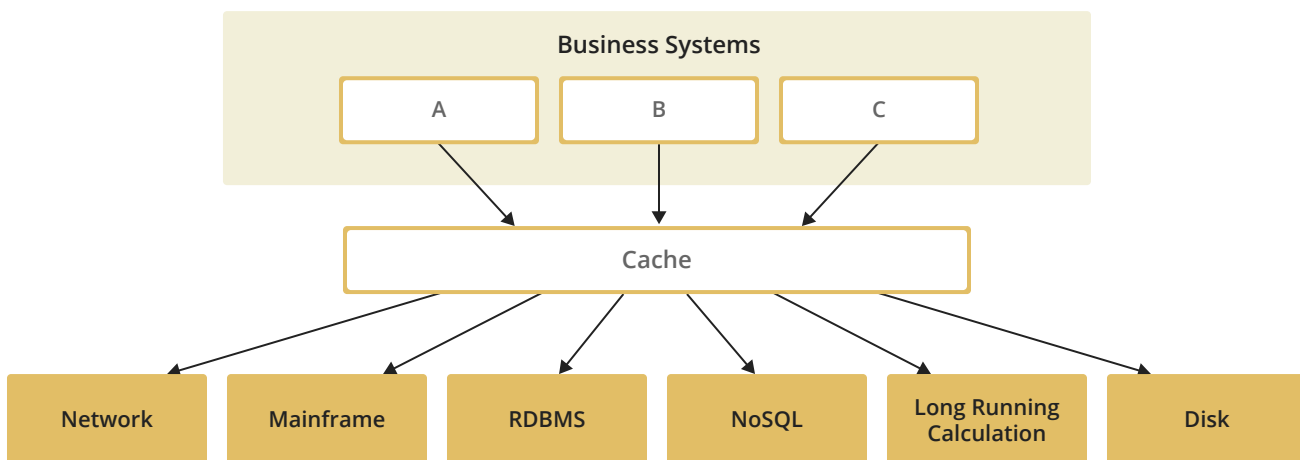 Business Systems
A
B
C
Cache
Network
Mainframe
RDBMS
NoSQL
Long Running
Calculation
Disk